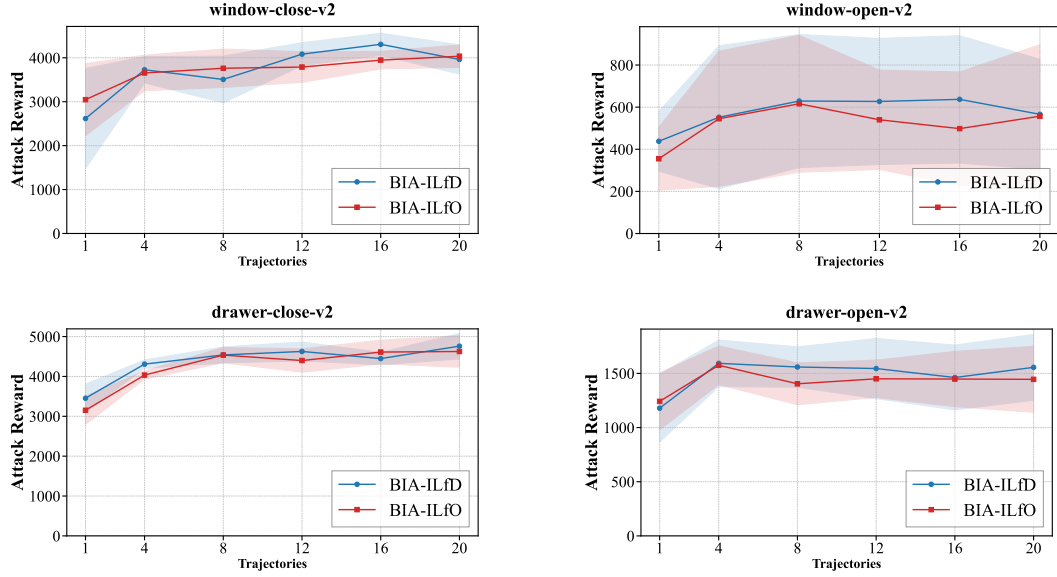 window-close-v2
Attack Reward
4000
3000
2000
1000
0
1 4 8 12 16 20
Trajectories
BIA-ILfD
BIA-ILfO
window-open-v2
Attack Reward
800
600
400
200
0
1 4 8 12 16 20
Trajectories
BIA-ILfD
BIA-ILfO
drawer-close-v2
Attack Reward
5000
4000
3000
2000
1000
0
1 4 8 12 16 20
Trajectories
BIA-ILfD
BIA-ILfO
drawer-open-v2
Attack Reward
1500
1000
500
0
1 4 8 12 16 20
Trajectories
BIA-ILfD
BIA-ILfO